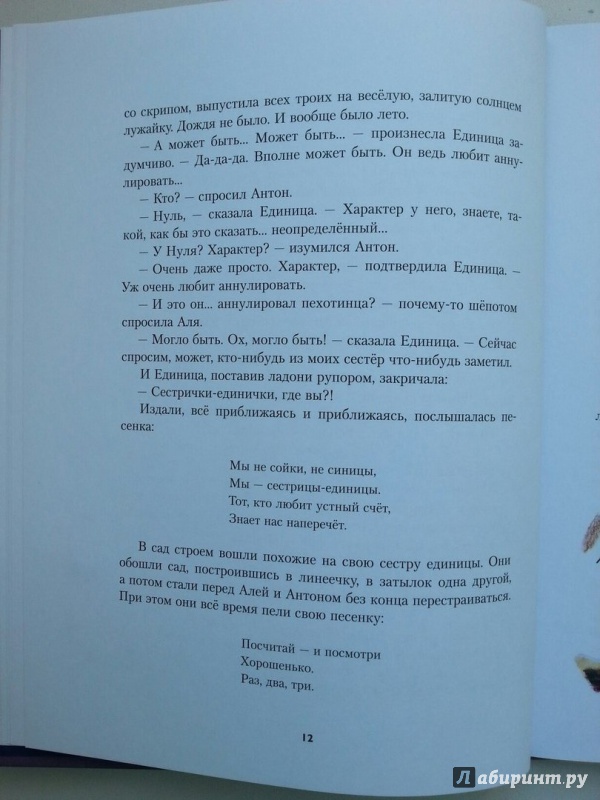 со скрипом, выпустила всех троих на весёлую, залитую солнцем
лужайку. Дождя не было. И вообще было лето.
– А может быть... Может быть... – произнесла Единица за-
думчиво. – Да-да-да. Вполне может быть. Он ведь любит анну-
лировать...
– Кто? – спросил Антон.
– Нуль, – сказала Единица. – Характер у него, знаете, та-
кой, как бы это сказать... неопределённый...
– У Нуля? Характер? – изумился Антон.
– Очень даже просто. Характер, – подтвердила Единица. –
Уж очень любит аннулировать.
– И это он... аннулировал пехотинца? – почему-то шёпотом
спросила Аля.
– Могло быть. Ох, могло быть! – сказала Единица. – Сейчас
спросим, может, кто-нибудь из моих сестёр что-нибудь заметил.
И Единица, поставив ладони рупором, закричала:
– Сестрички-единички, где вы?!
Издали, всё приближаясь и приближаясь, послышалась пе-
сенка:
Мы не сойки, не синицы,
Мы – сестрицы-единицы.
Тот, кто любит устный счёт,
Знает нас наперечёт.
В сад строем вошли похожие на свою сестру единицы. Они
обошли сад, построившись в линеечку, в затылок одна другой,
а потом стали перед Алей и Антоном без конца перестраиваться.
При этом они всё время пели свою песенку:
Посчитай – и посмотри
Хорошенько.
Раз, два, три.
12
Лабиринт.ру